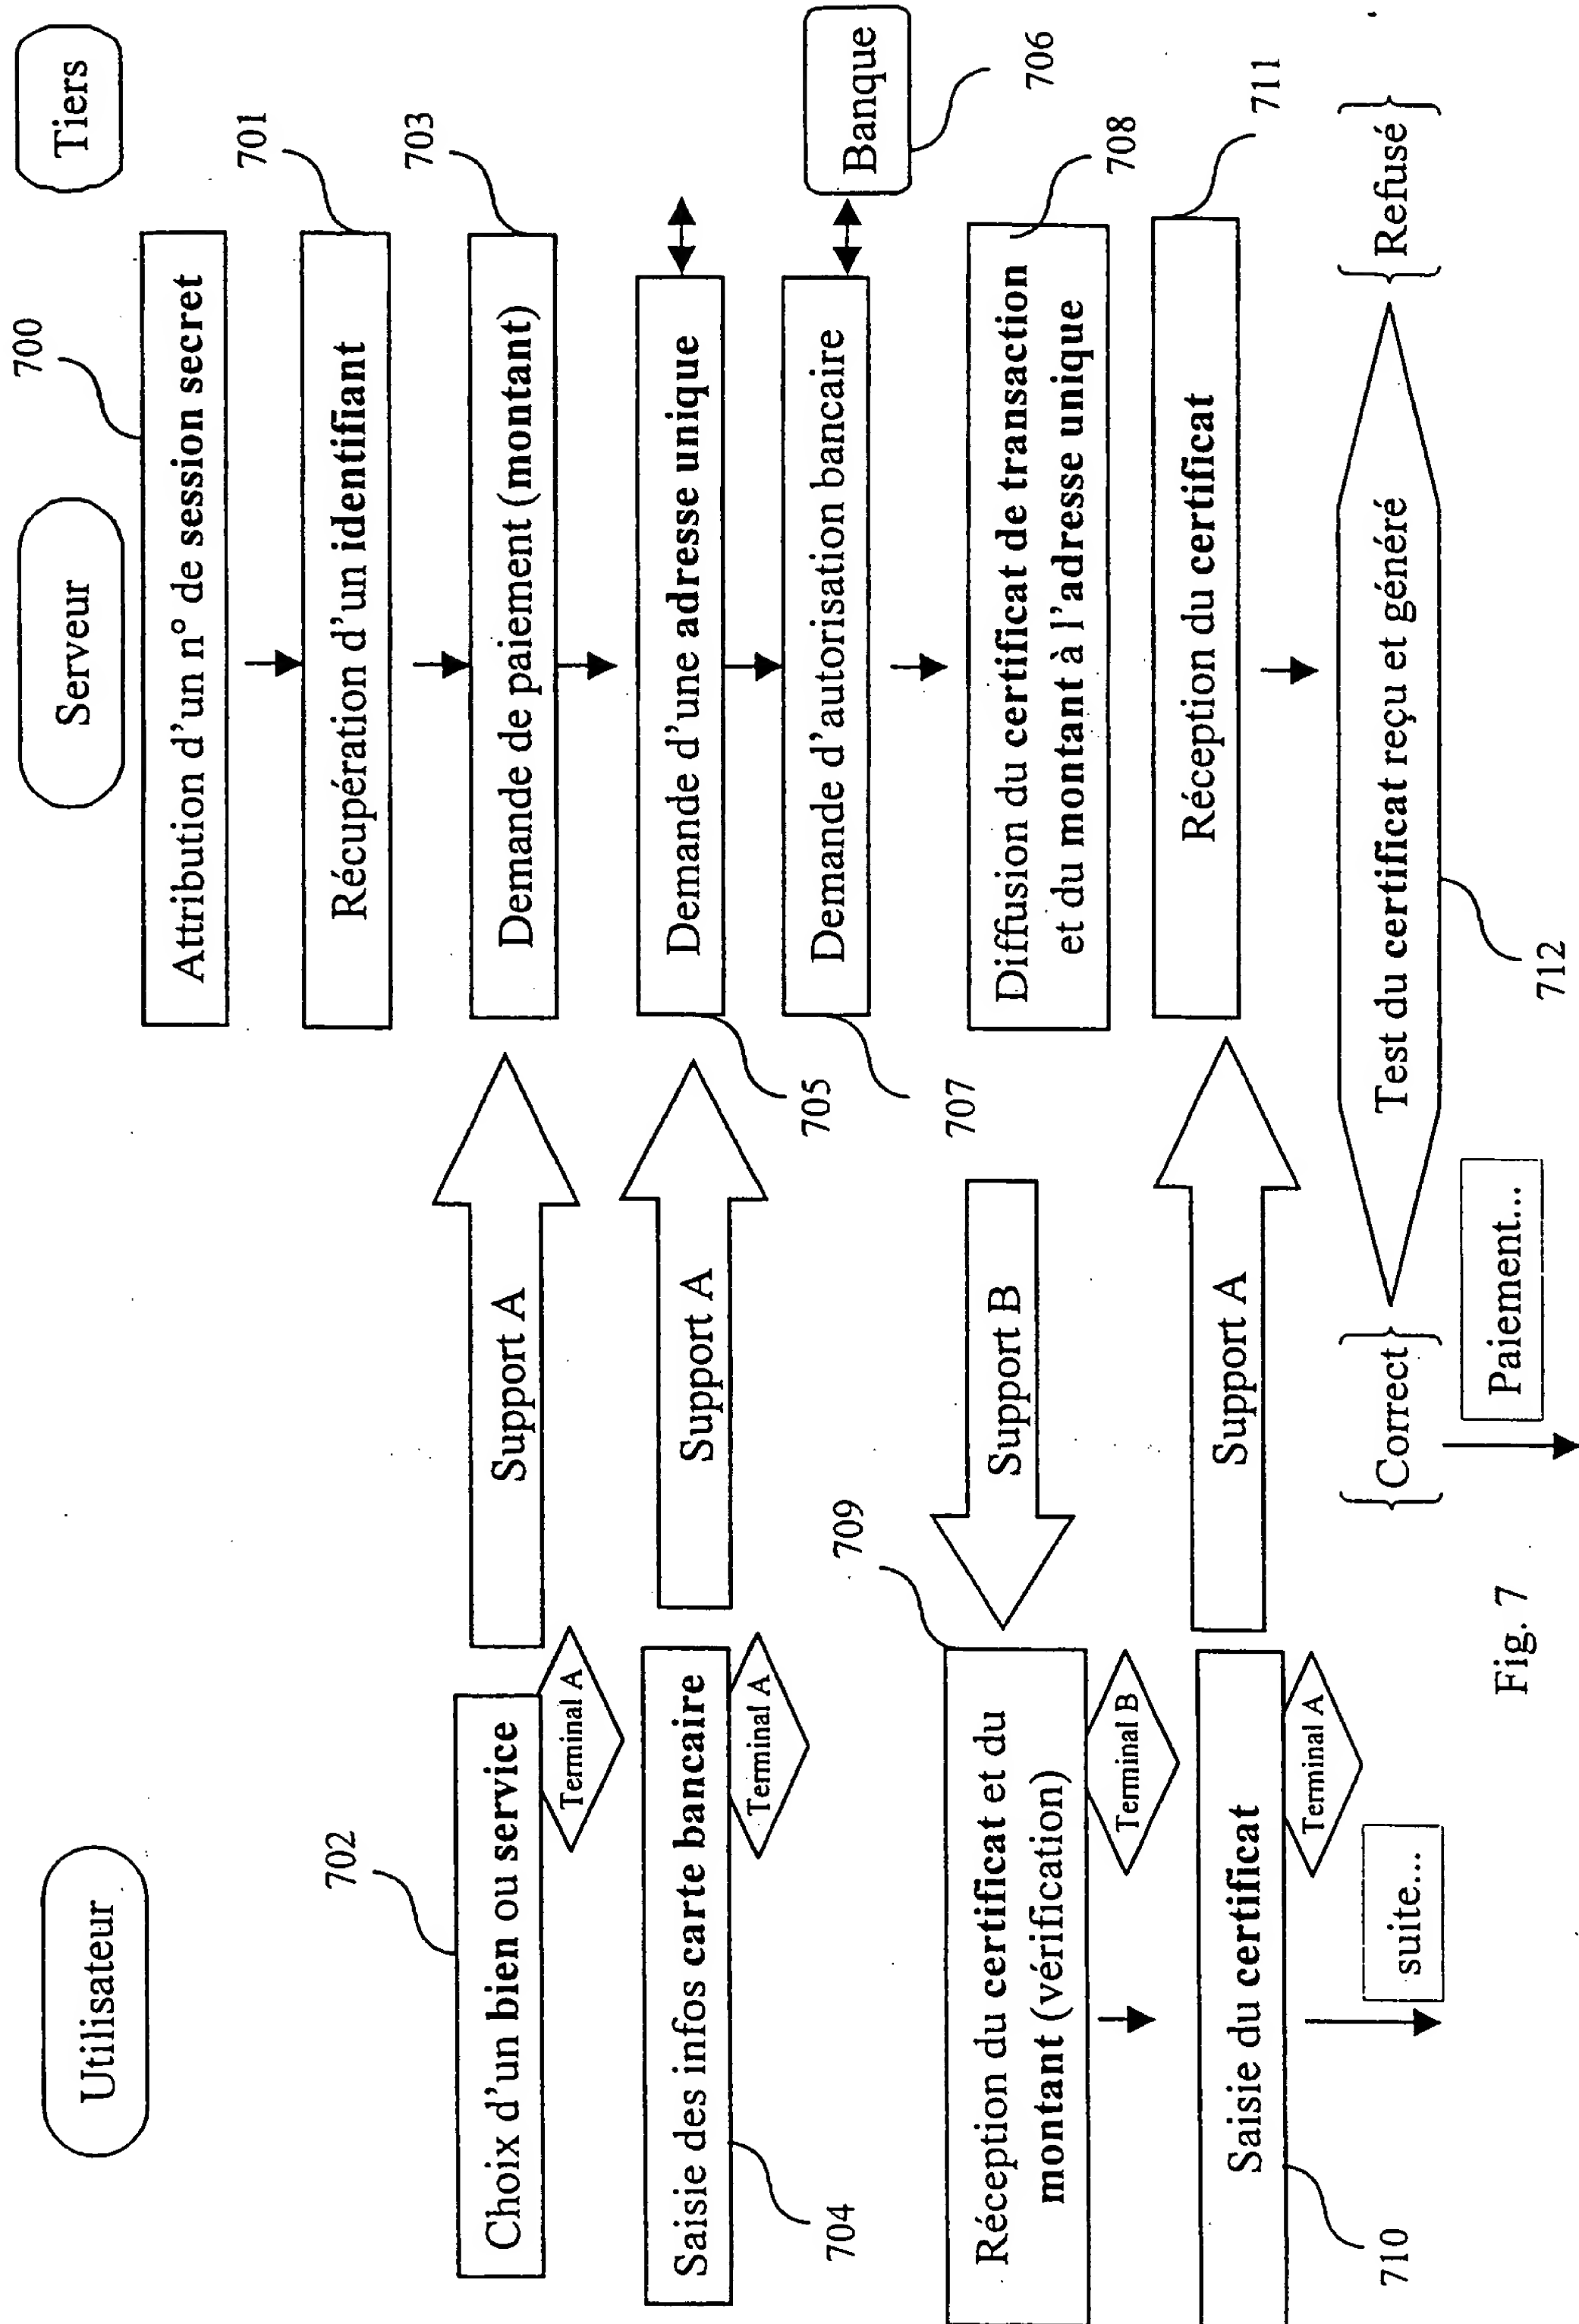 Utilisateur
Serveur
Tiers
700
Attribution d'un n° de session secret
701
Récupération d'un identifiant
702
Choix d'un bien ou service
Terminal A
Support A
703
Demande de paiement (montant)
Saisie des infos carte bancaire
704
Terminal A
Support A
Demande d'une adresse unique
705
Demande d'autorisation bancaire
707
Banque
706
708
Diffusion du certificat de transaction
et du montant à l'adresse unique
Support B
709
Réception du certificat et du
montant (vérification)
Terminal B
Saisie du certificat
710
Terminal A
Support A
Réception du certificat
711
{Correct}
Test du certificat reçu et généré
{Refusé}
712
suite...
Paiement...
Fig. 7